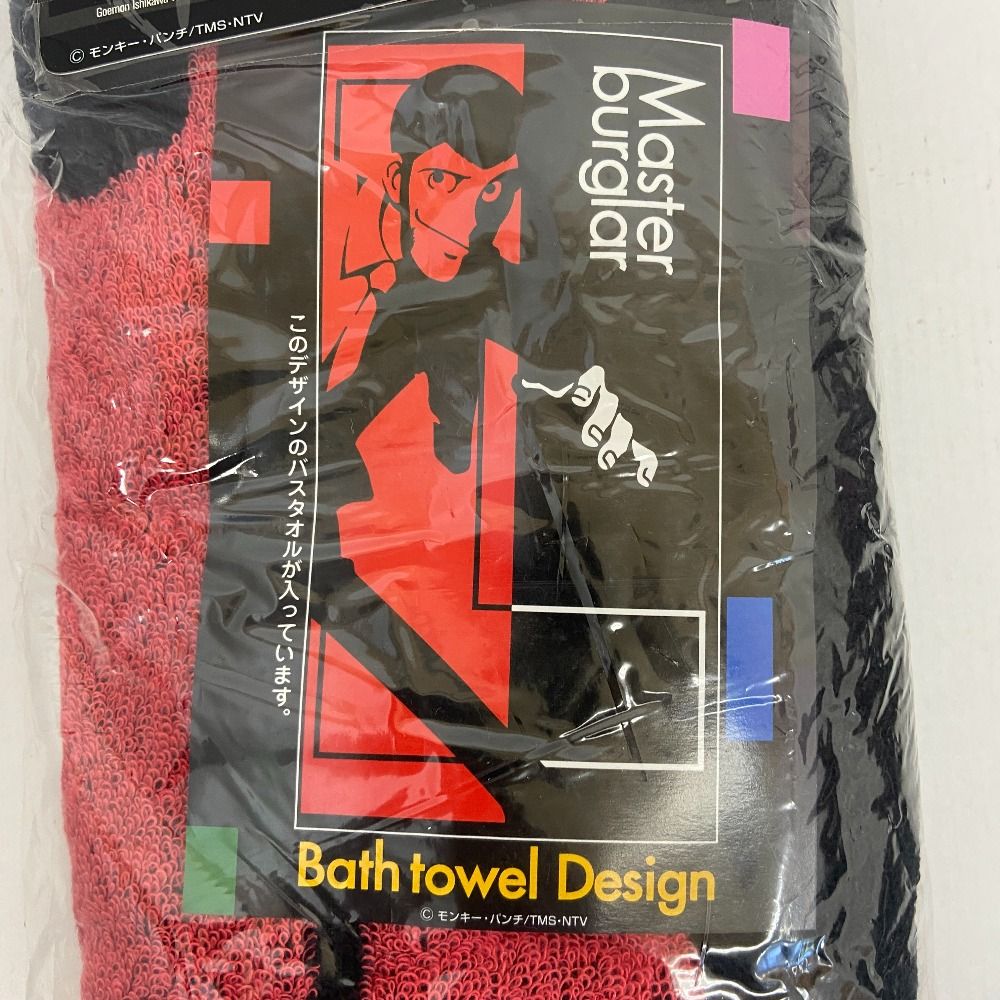 Goemon Ishikawa
© モンキー・パンチ/TMS・NTV
Master
burglar
このデザインのバスタオルが入っています。
Bath towel Design
© モンキー・パンチ/TMS・NTV